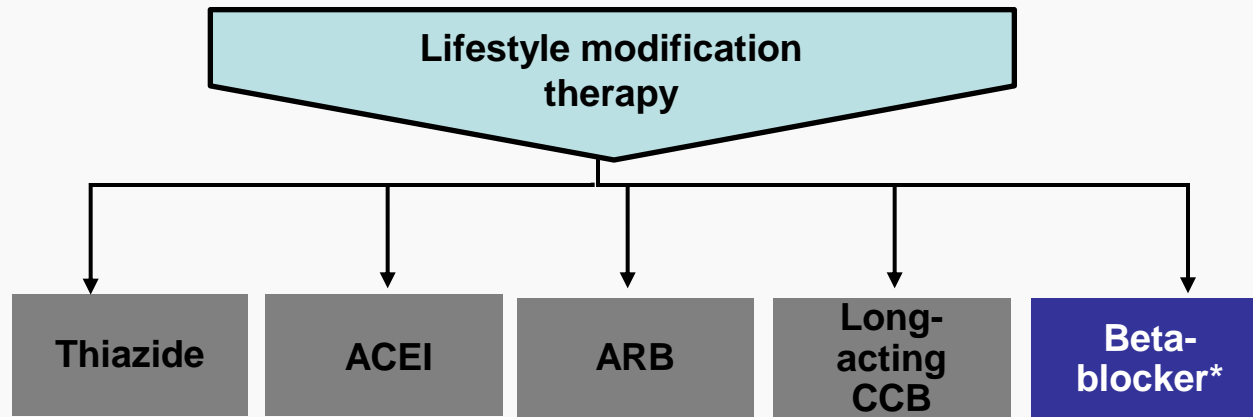 Lifestyle modification
therapy
Thiazide
ACEI
ARB
Long-
acting
CCB
Beta-
blocker*